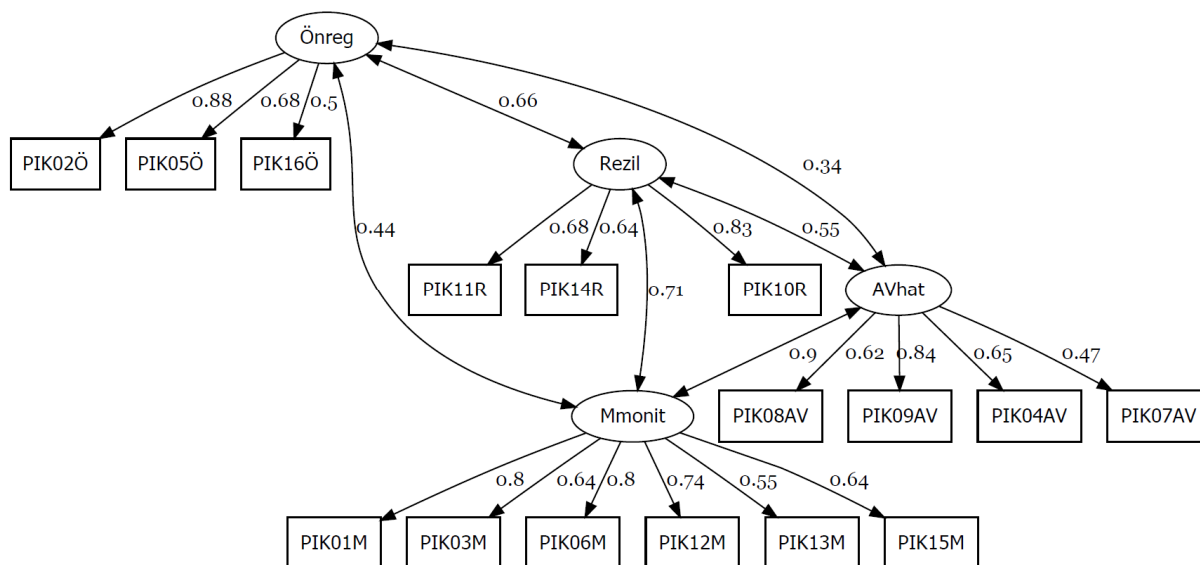 Önreg
0.88
0.68
0.5
0.66
PIK02Ö
PIK05Ö
PIK16Ö
Rezil
0.34
0.44
0.68
0.64
0.83
0.55
PIK11R
PIK14R
PIK10R
AVhat
0.71
0.9
0.62
0.84
0.65
0.47
Mmonit
PIK08AV
PIK09AV
PIK04AV
PIK07AV
0.8
0.64
0.8
0.74
0.55
0.64
PIK01M
PIK03M
PIK06M
PIK12M
PIK13M
PIK15M